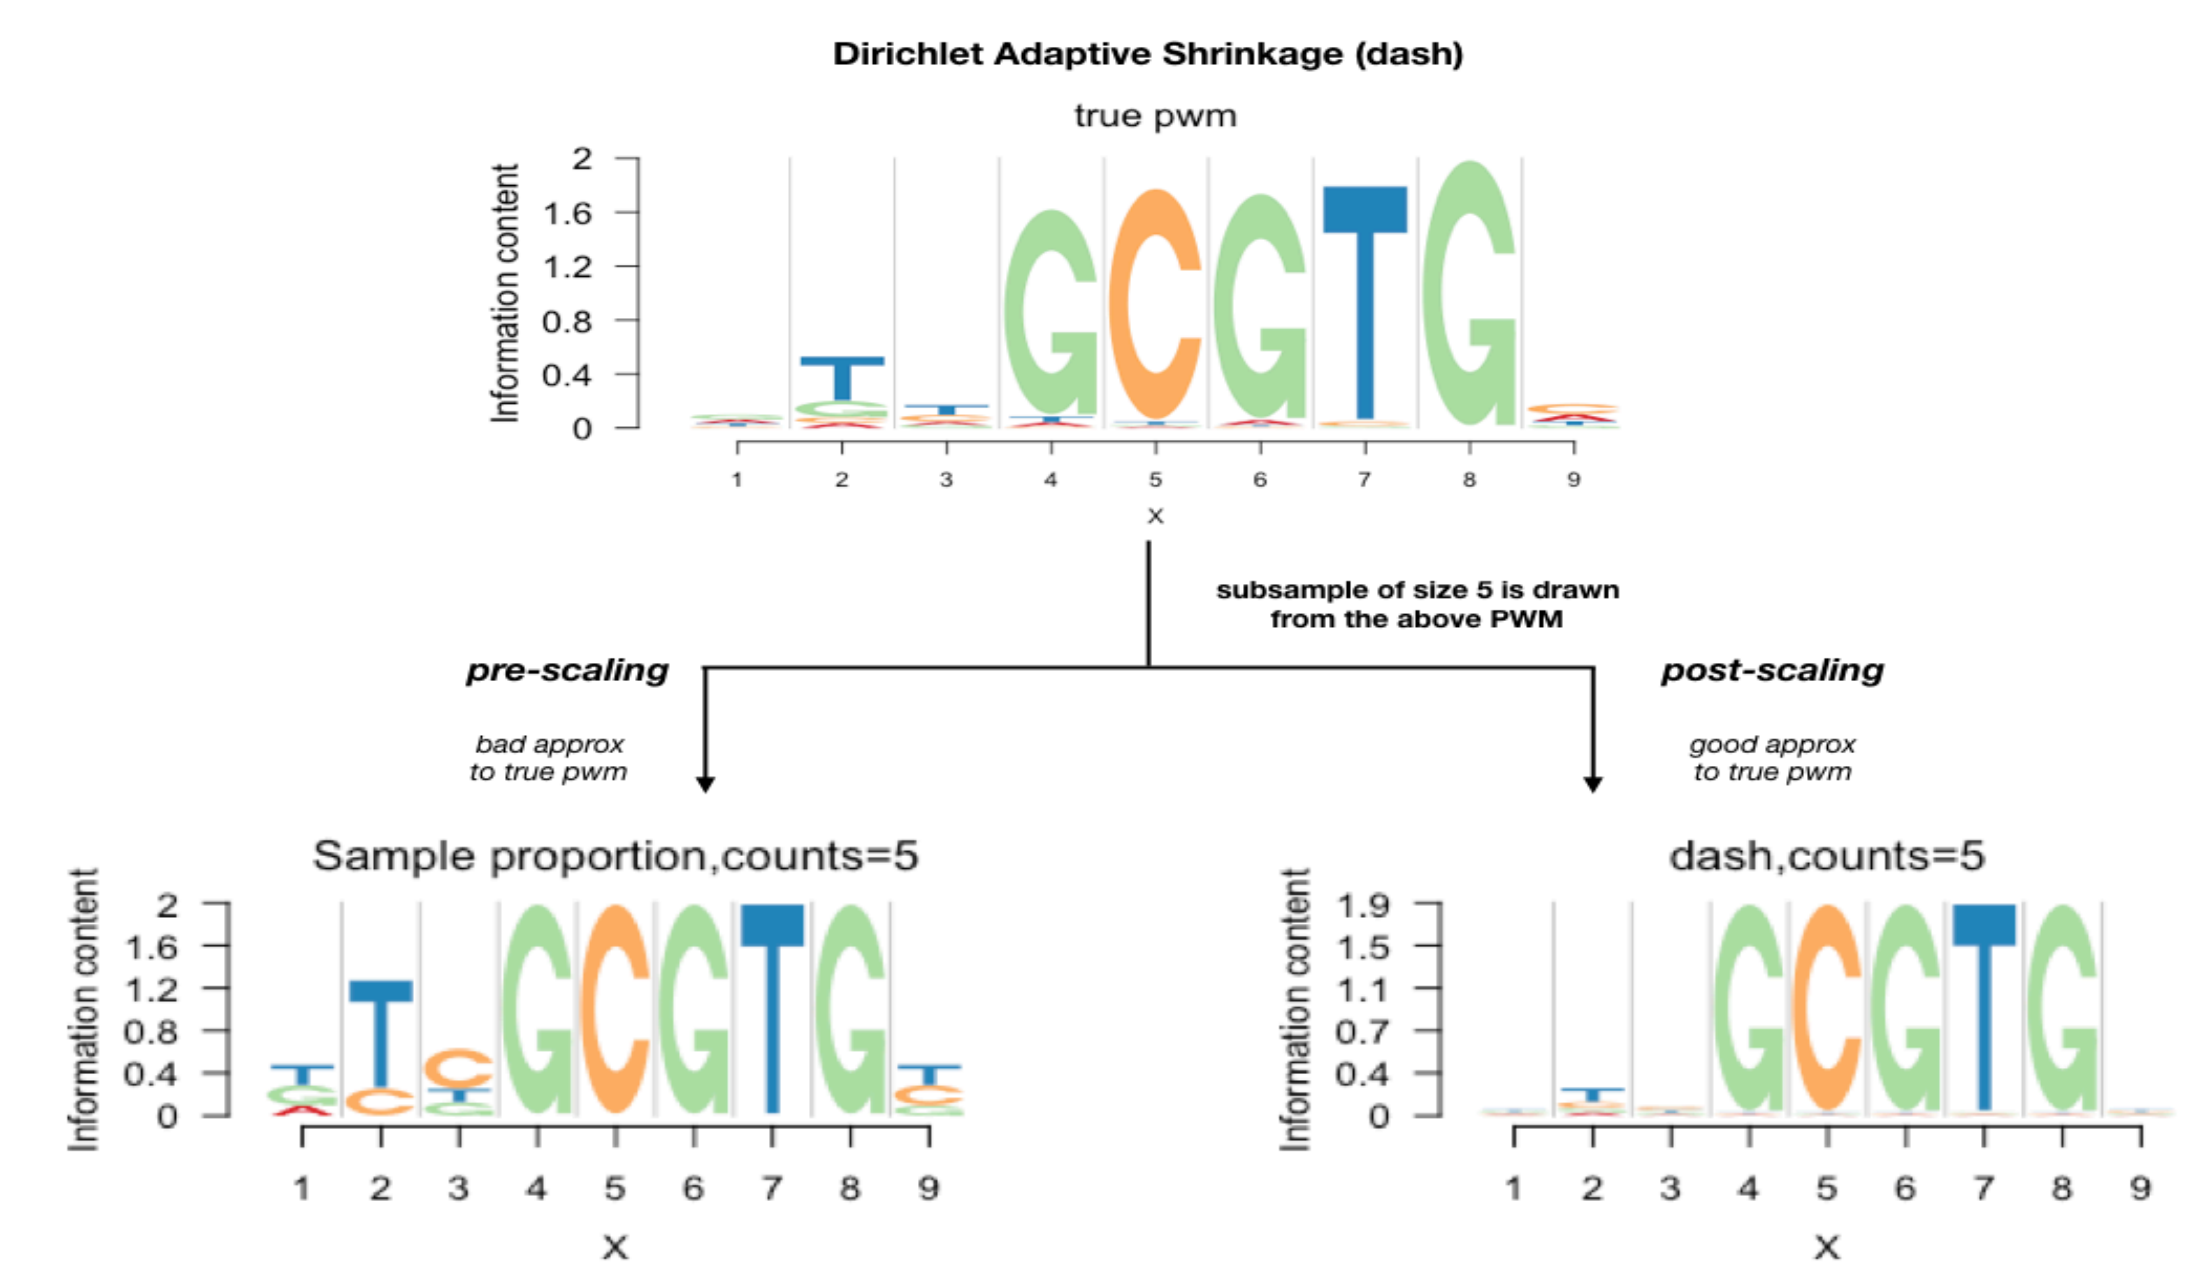 Dirichlet Adaptive Shrinkage (dash)
true pwm
Information content
2
1.6
1.2
0.8
0.4
0
T G C A
T C A G
G T A
C T A
G A T
T C G
G
C A T G
1 2 3 4 5 6 7 8 9
x
subsample of size 5 is drawn
from the above PWM
pre-scaling
bad approx
to true pwm
post-scaling
good approx
to true pwm
Sample proportion,counts=5
Information content
2
1.6
1.2
0.8
0.4
0
T G A
T C
C T G
G
C
G
T
G
T C G
1 2 3 4 5 6 7 8 9
x
dash,counts=5
Information content
1.9
1.5
1.1
0.7
0.4
0
T
G
C
G
T
G
1 2 3 4 5 6 7 8 9
x